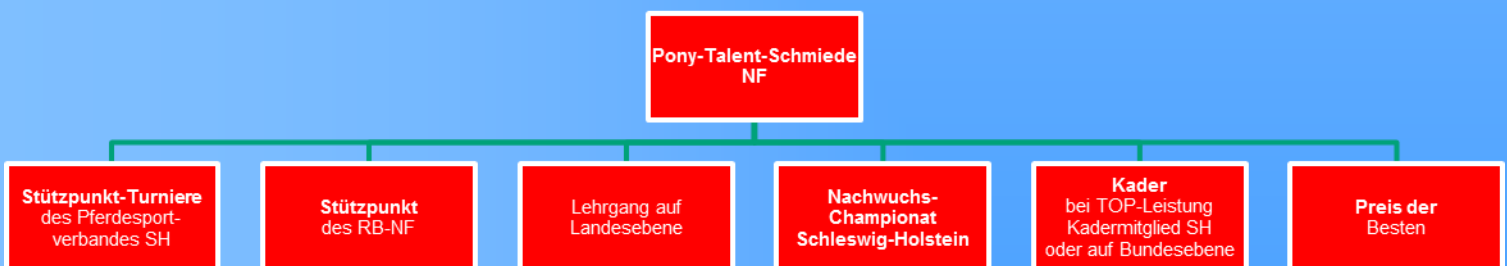 Pony-Talent-Schmiede
NF
Stützpunkt-Turniere
des Pferdesport-
verbandes SH
Stützpunkt
des RB-NF
Lehrgang auf
Landesebene
Nachwuchs-
Championat
Schleswig-Holstein
Kader
bei TOP-Leistung
Kadermitglied SH
oder auf Bundesebene
Preis der
Besten